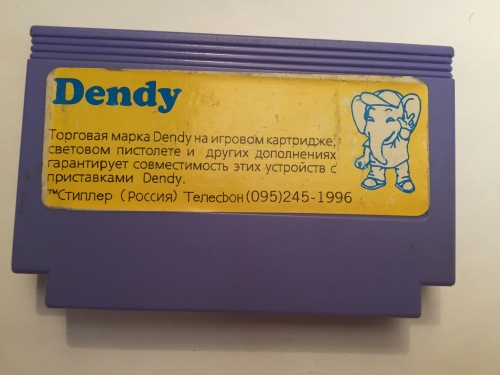 Dendy
Торговая марка Dendy на игровом картридже,
световом пистолете и других дополнениях
гарантирует совместимость этих устройств с
приставками Dendy.
™Стиплер (Россия) Телефон (095)245-1996